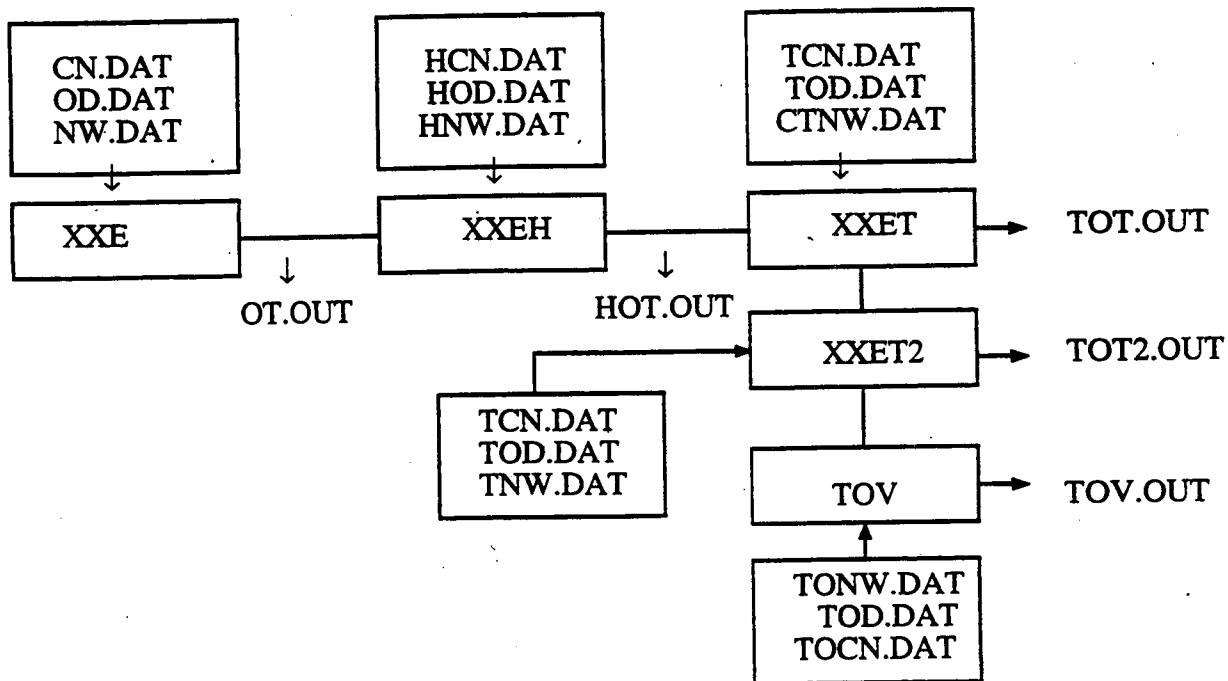 CN.DAT
OD.DAT
NW.DAT
HCN.DAT
HOD.DAT
HNW.DAT
TCN.DAT
TOD.DAT
CTNW.DAT
XXE
XXEH
XXET
TOT.OUT
OT.OUT
HOT.OUT
XXET2
TOT2.OUT
TCN.DAT
TOD.DAT
TNW.DAT
TOV
TOV.OUT
TONW.DAT
TOD.DAT
TOCN.DAT